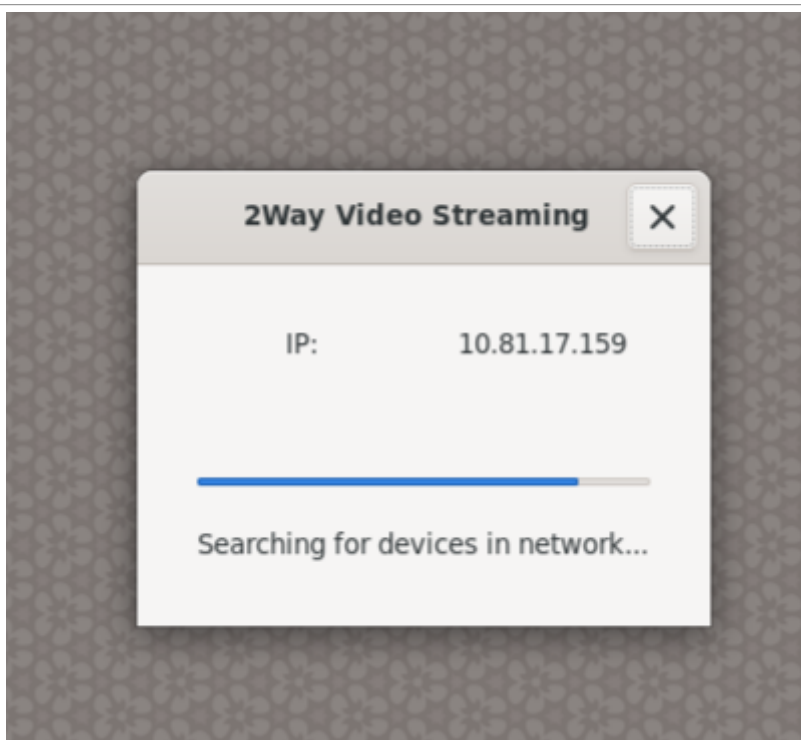 2Way Video Streaming
IP: 10.81.17.159
Searching for devices in network...